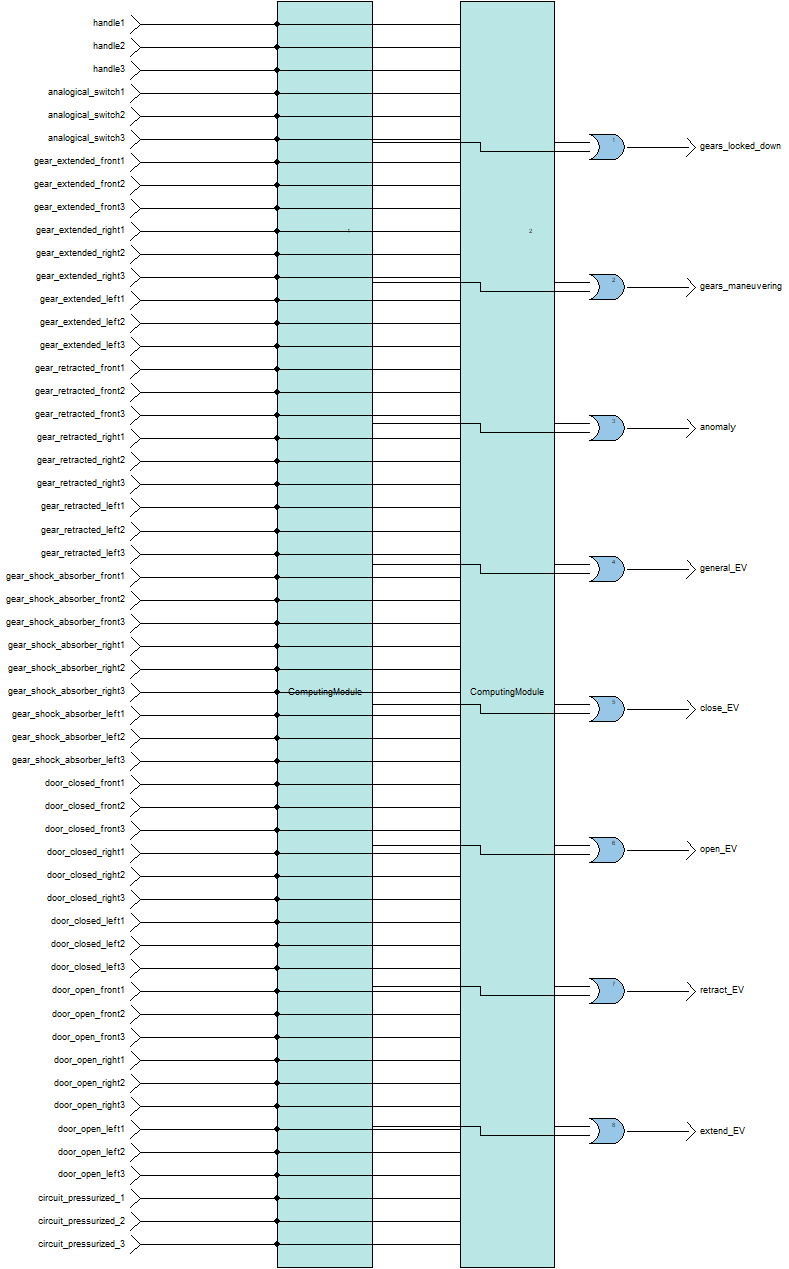 handle1
handle2
handle3
analogical_switch1
analogical_switch2
analogical_switch3
1
gears_locked_down
gear_extended_front1
gear_extended_front2
gear_extended_front3
gear_extended_right1
1
2
gear_extended_right2
gear_extended_right3
2
gears_maneuvering
gear_extended_left1
gear_extended_left2
gear_extended_left3
gear_retracted_front1
gear_retracted_front2
gear_retracted_front3
3
anomaly
gear_retracted_right1
gear_retracted_right2
gear_retracted_right3
gear_retracted_left1
gear_retracted_left2
gear_retracted_left3
4
general_EV
gear_shock_absorber_front1
gear_shock_absorber_front2
gear_shock_absorber_front3
gear_shock_absorber_right1
gear_shock_absorber_right2
gear_shock_absorber_right3
ComputingModule
ComputingModule
5
close_EV
gear_shock_absorber_left1
gear_shock_absorber_left2
gear_shock_absorber_left3
door_closed_front1
door_closed_front2
door_closed_front3
6
open_EV
door_closed_right1
door_closed_right2
door_closed_right3
door_closed_left1
door_closed_left2
door_closed_left3
7
retract_EV
door_open_front1
door_open_front2
door_open_front3
door_open_right1
door_open_right2
door_open_right3
8
extend_EV
door_open_left1
door_open_left2
door_open_left3
circuit_pressurized_1
circuit_pressurized_2
circuit_pressurized_3